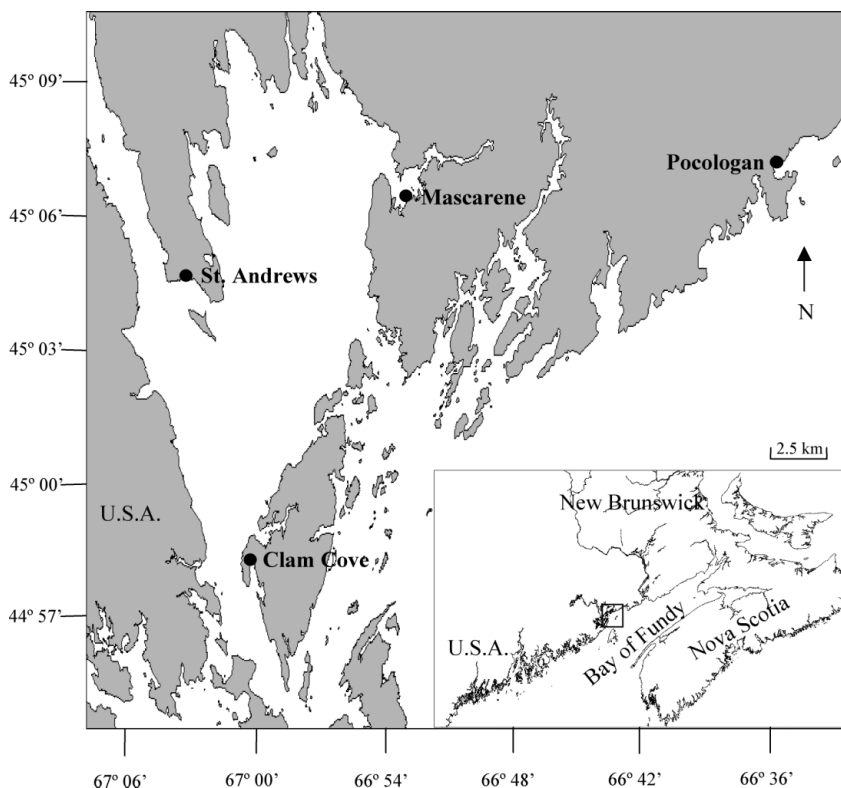 45º 09’
Pocologan
Mascarene
45º 06’
St. Andrews
N
45º 03’
2.5 km
45º 00’
New Brunswick
U.S.A.
Clam Cove
44º 57’
U.S.A.
Bay of Fundy
Nova Scotia
67º 06’ 67º 00’ 66º 54’ 66º 48’ 66º 42’ 66º 36’